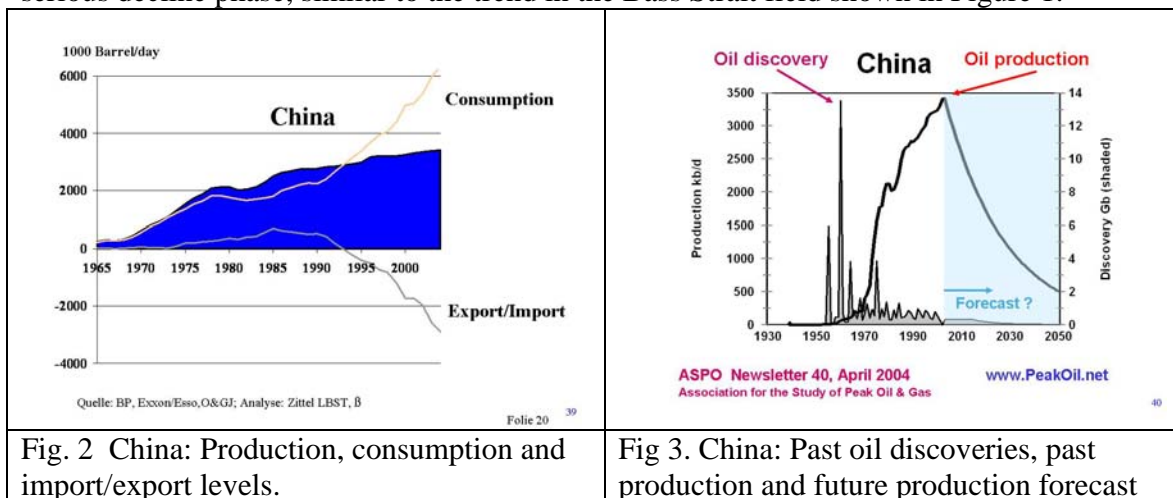 serious decline phase, similar to the trend in the Bass Strait field shown in Figure 1.
1000 Barrel/day
6000
4000
2000
0
-2000
-4000
1965 1970 1975 1980 1985 1990 1995 2000
China
Consumption
Export/Import
Quelle: BP, Exxon/Esso,O&GJ; Analyse: Zittel LBST, ß
Folie 20
39
Oil discovery
China
Oil production
Production kb/d
3500
3000
2500
2000
1500
1000
500
0
1930 1950 1970 1990 2010 2030 2050
14
12
10
8
6
4
2
0
Discovery Gb (shaded)
Forecast ?
ASPO Newsletter 40, April 2004
Association for the Study of Peak Oil & Gas
www.PeakOil.net
40
Fig. 2 China: Production, consumption and
import/export levels.
Fig 3. China: Past oil discoveries, past
production and future production forecast